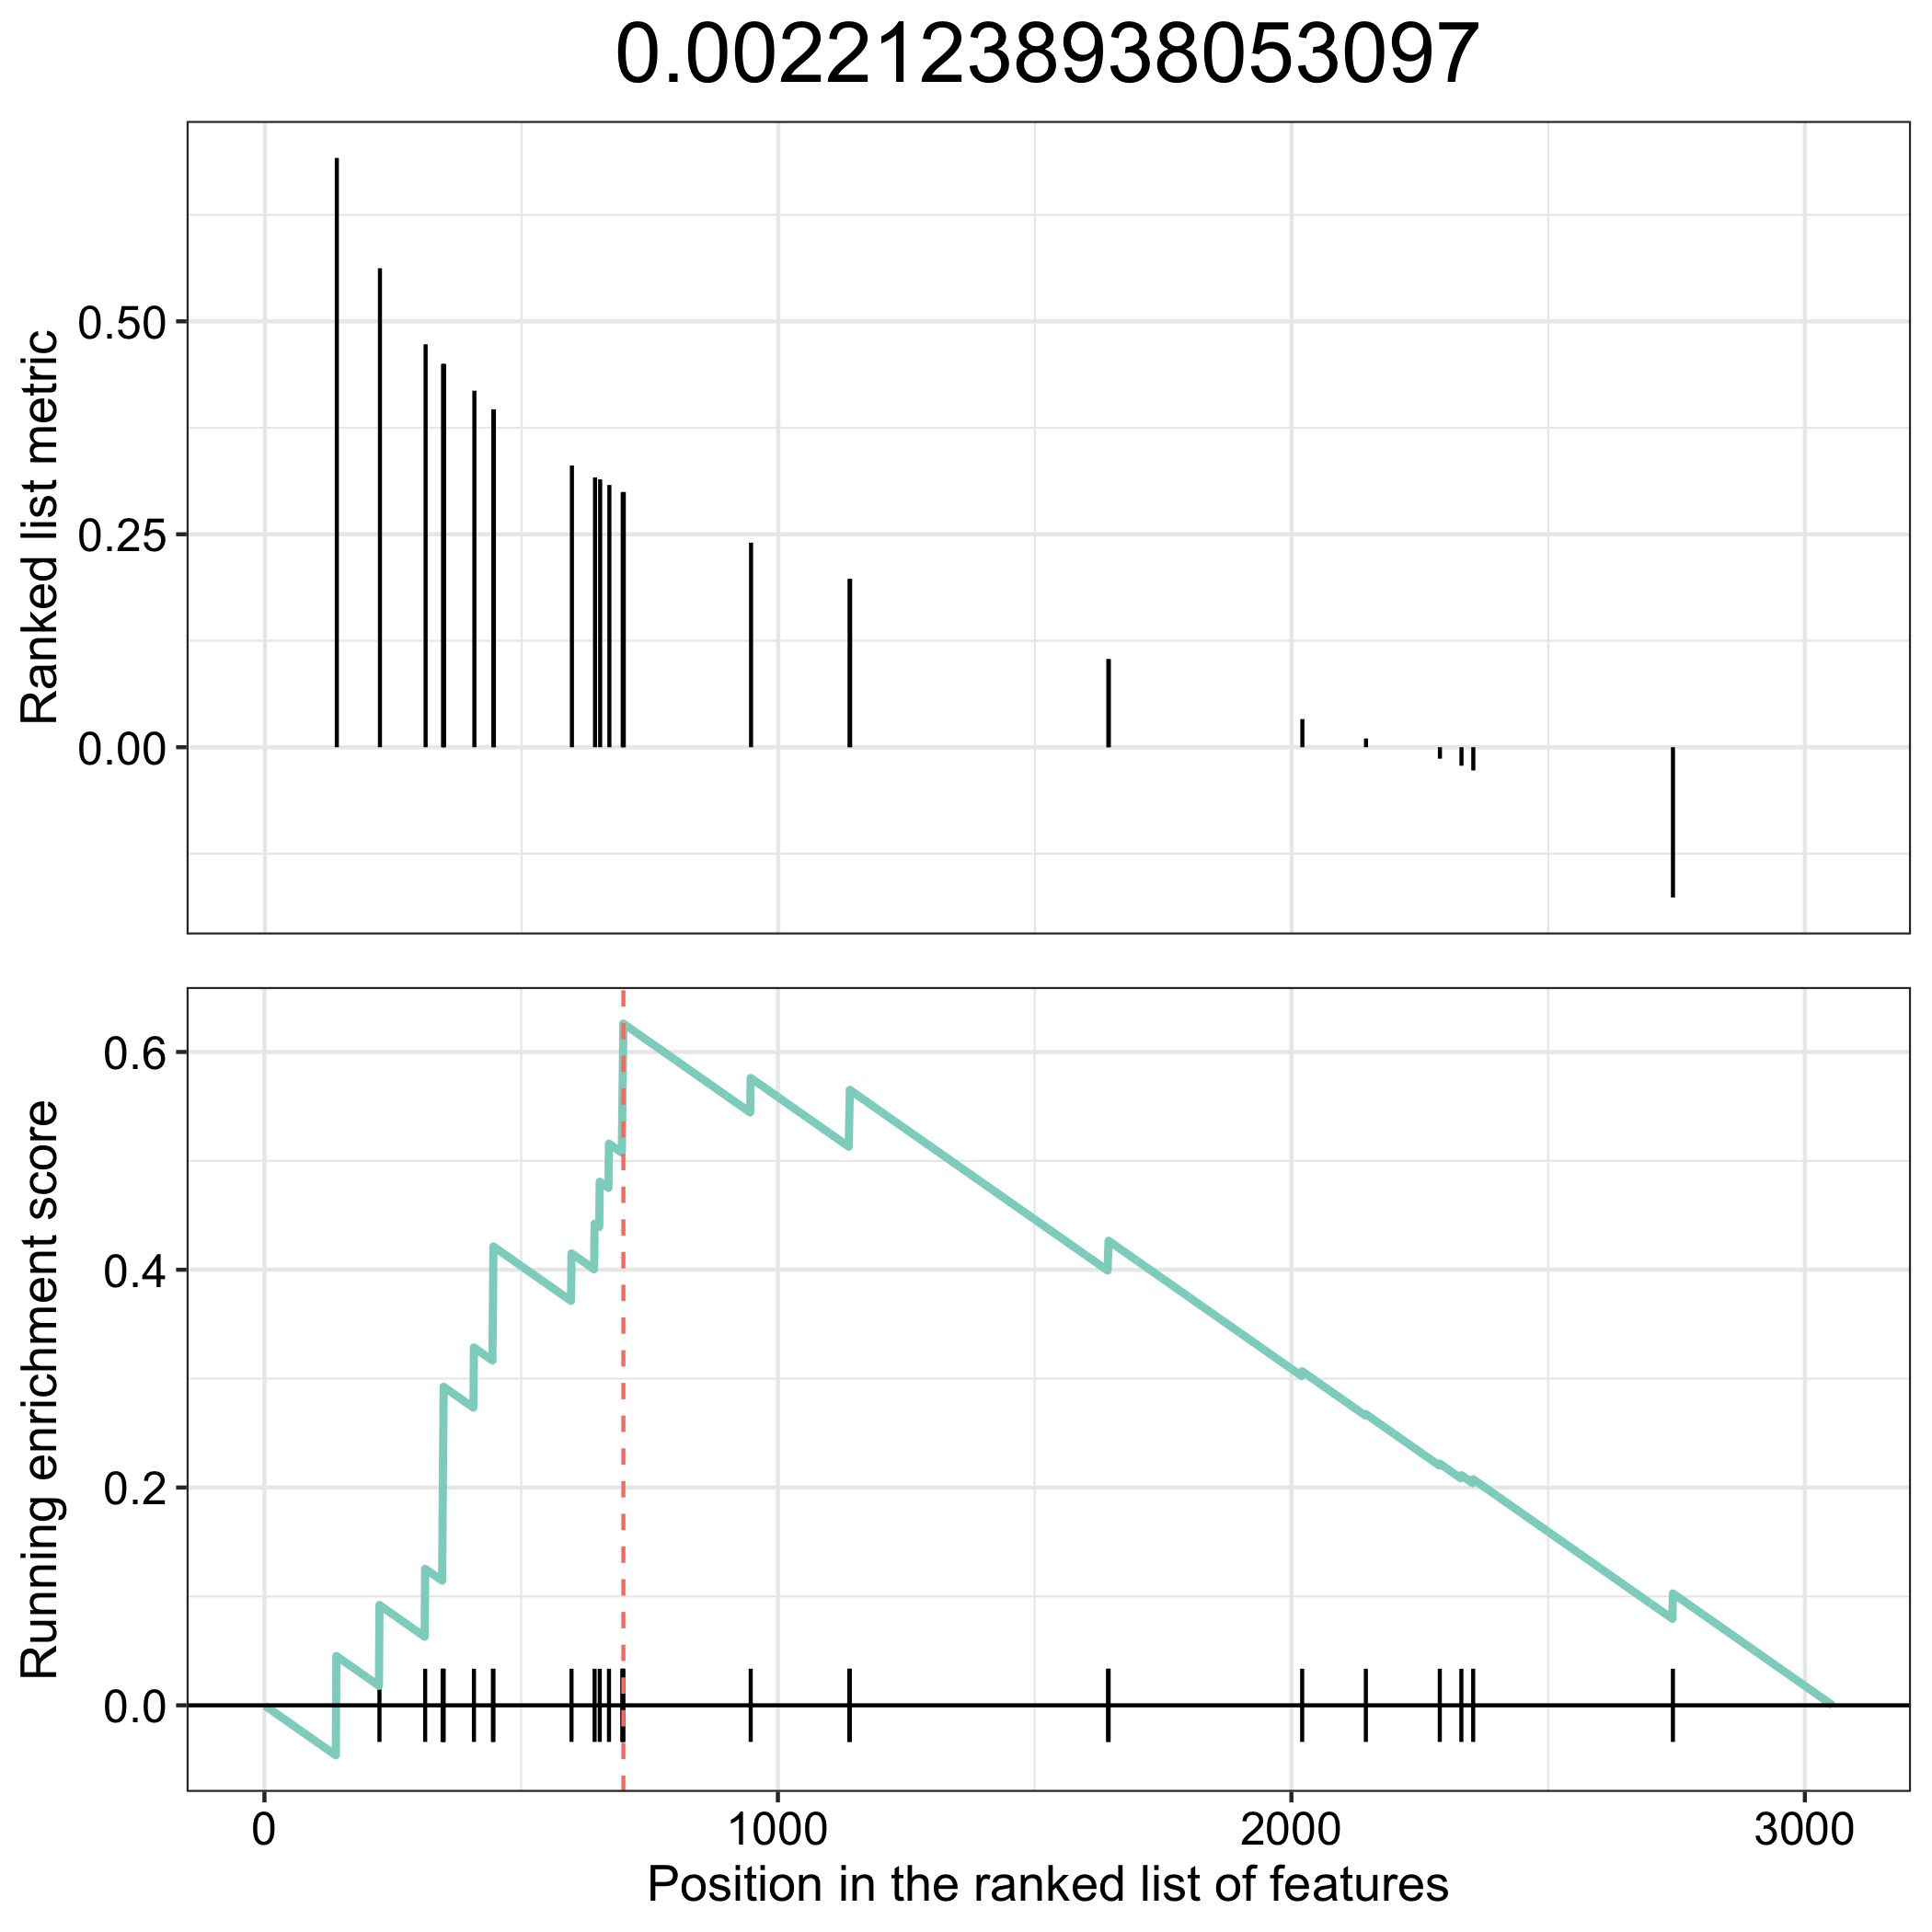 0.00221238938053097
Ranked list metric
0.50
0.25
0.00
Running enrichment score
0.6
0.4
0.2
0.0
0 1000 2000 3000
Position in the ranked list of features